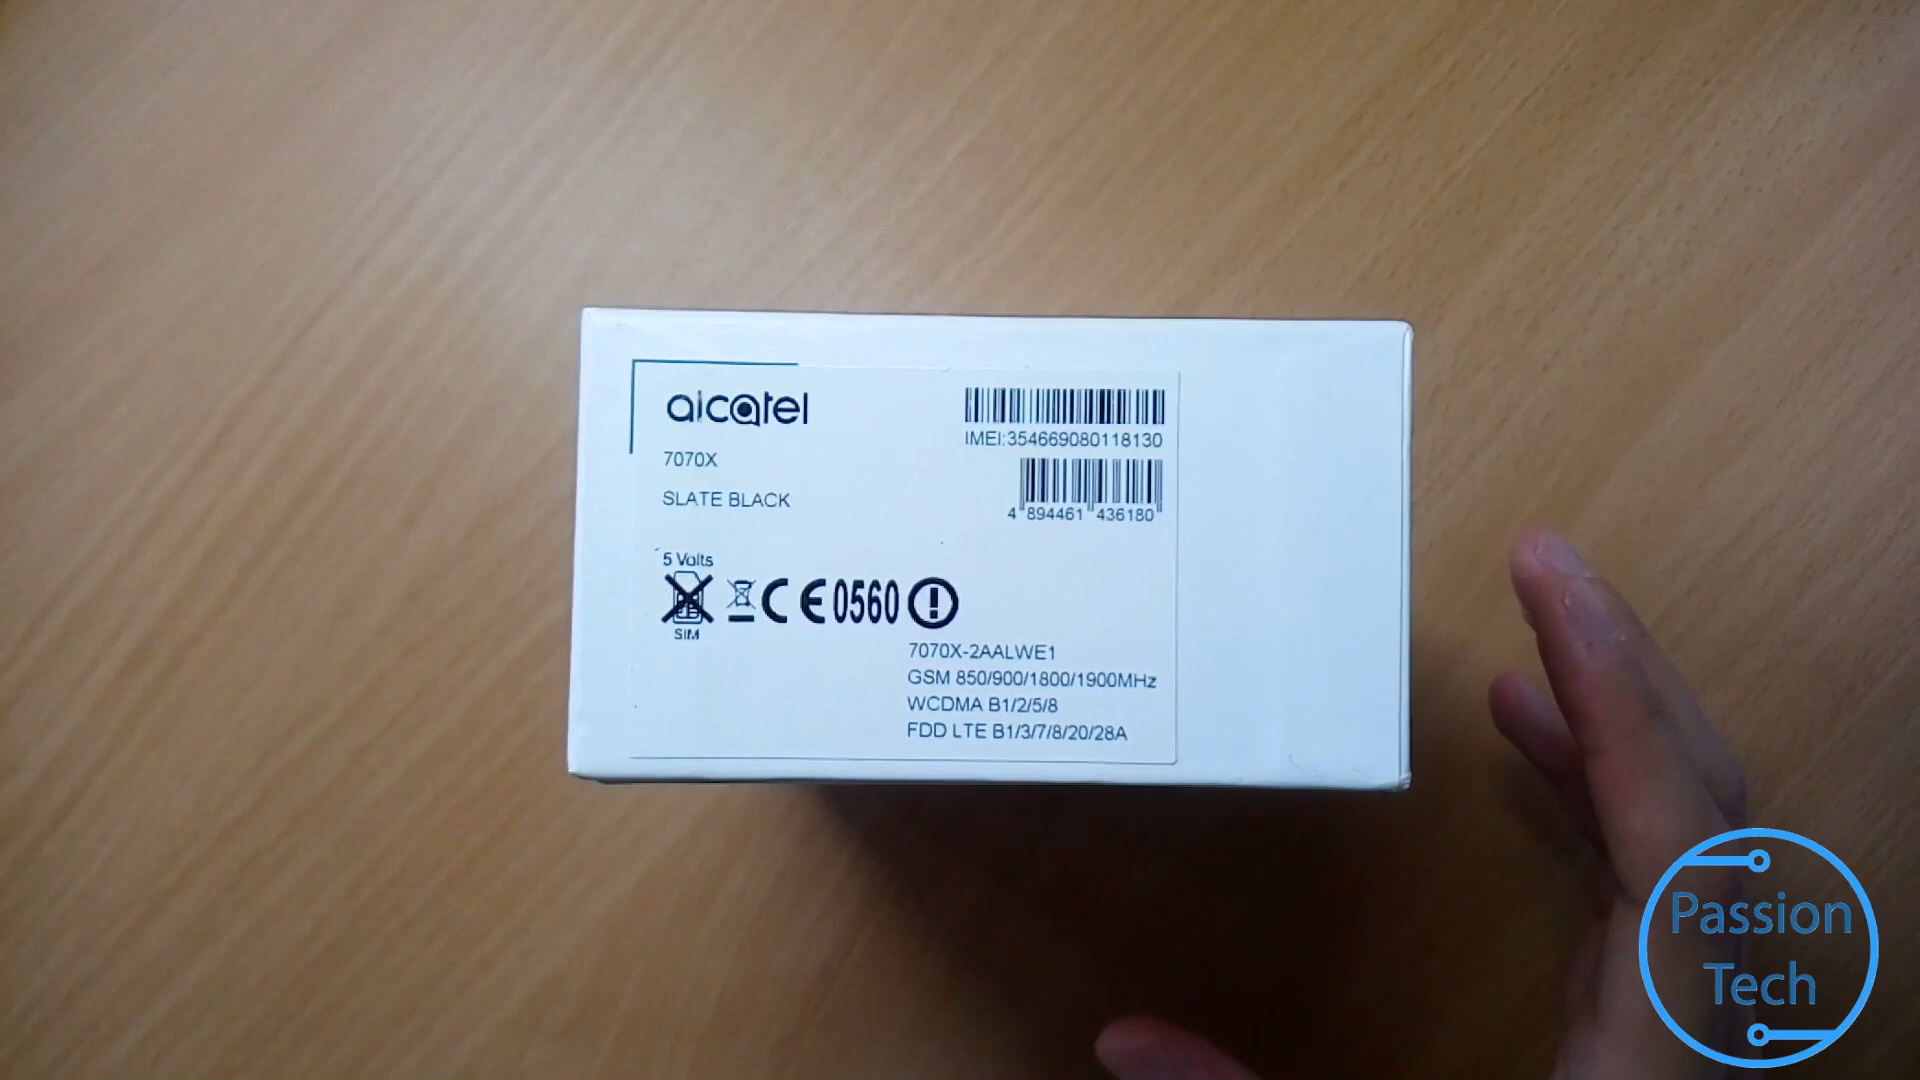 alcatel
7070X
SLATE BLACK
IMEI:354669080118130
4 894461 436180
5 Volts
SIM
CE0560
7070X-2AALWE1
GSM 850/900/1800/1900MHz
WCDMA B1/2/5/8
FDD LTE B1/3/7/8/20/28A
Passion
Tech